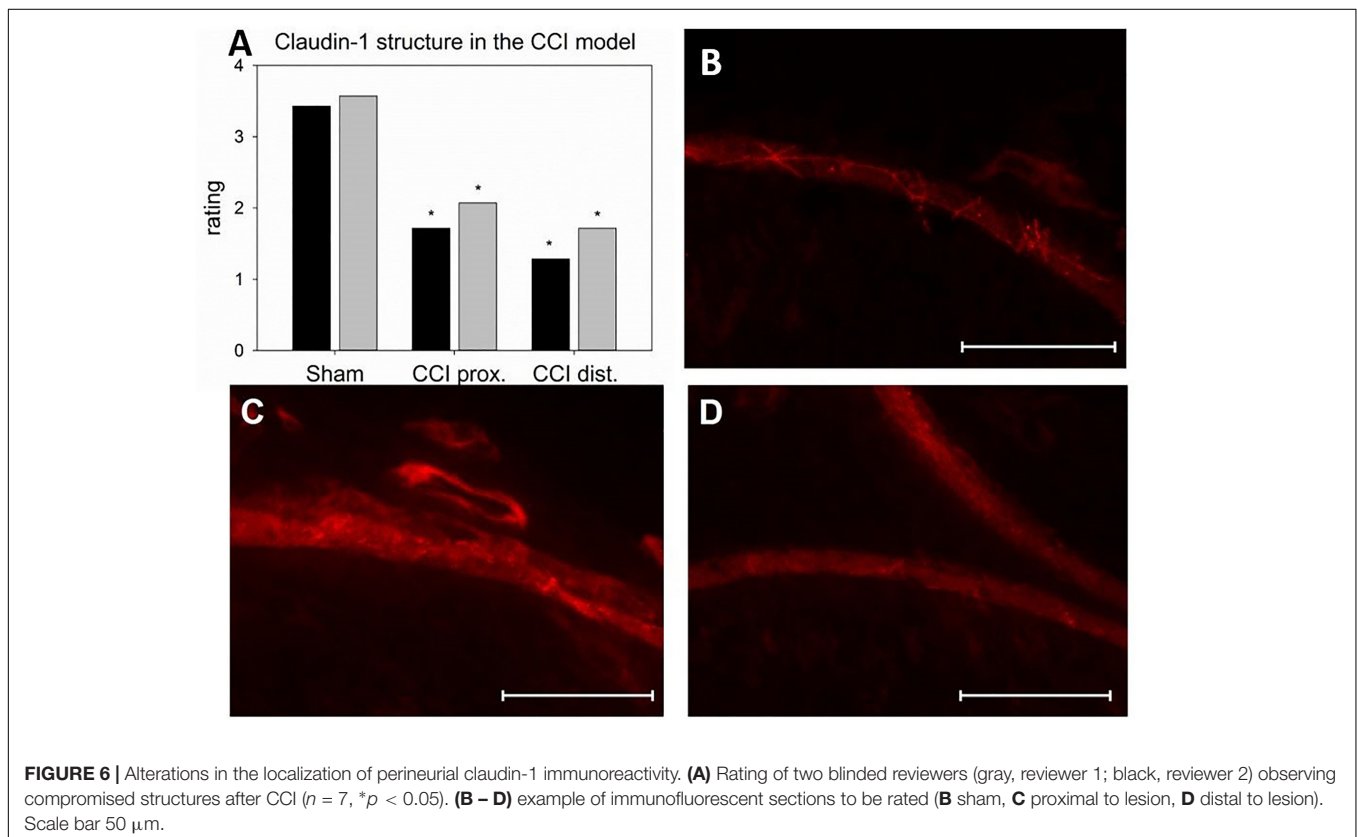 A
Claudin-1 structure in the CCI model
4
3
2
1
0
rating
* * * *
Sham CCI prox. CCI dist.
B
C
D
FIGURE 6 | Alterations in the localization of perineurial claudin-1 immunoreactivity. (A) Rating of two blinded reviewers (gray, reviewer 1; black, reviewer 2) observing
compromised structures after CCI (n = 7, *p < 0.05). (B – D) example of immunofluorescent sections to be rated (B sham, C proximal to lesion, D distal to lesion).
Scale bar 50 μm.